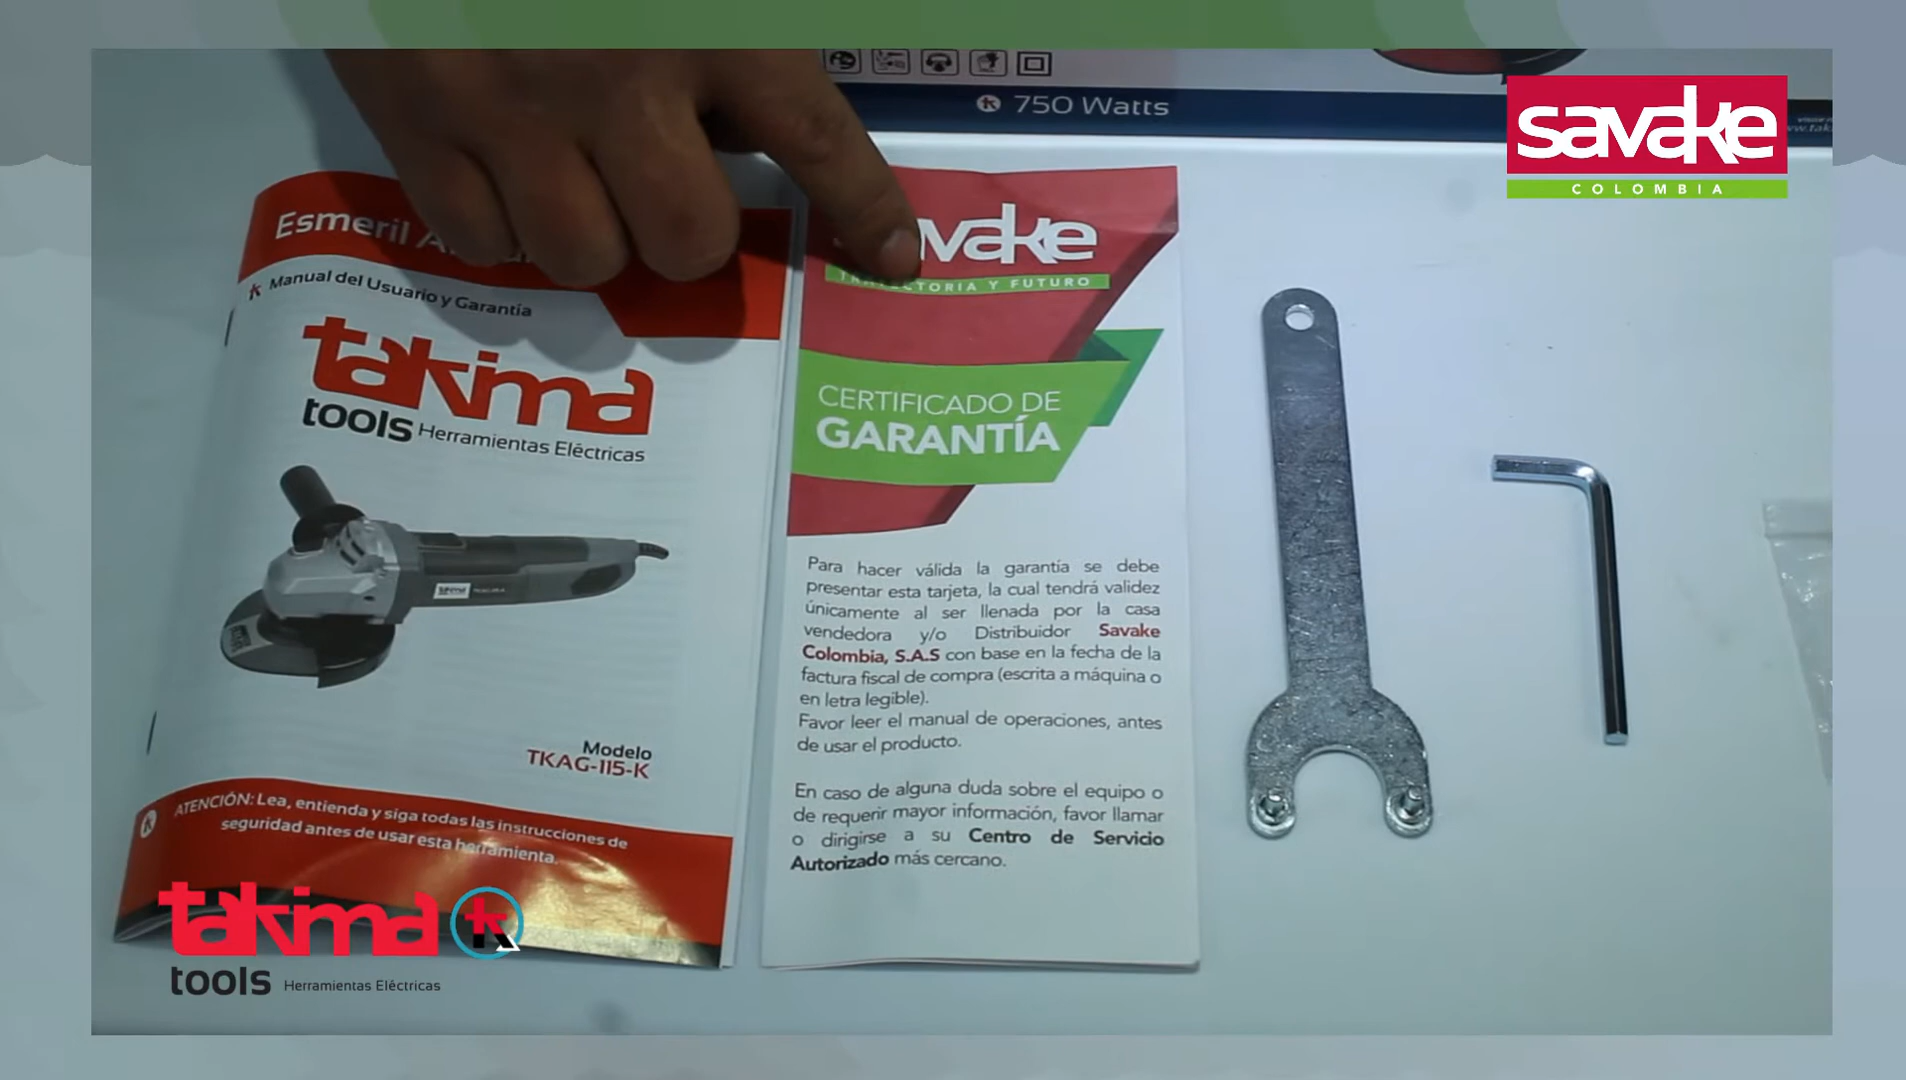 750 Watts
savake
COLOMBIA
Esmeril
Manual del Usuario y Garantía
takima
tools Herramientas Eléctricas
Modelo
TKAG-115-K
ATENCIÓN: Lea, entienda y siga todas las instrucciones de
seguridad antes de usar esta herramienta.
TRAYECTORIA Y FUTURO
CERTIFICADO DE
GARANTÍA
Para hacer válida la garantía se debe
presentar esta tarjeta, la cual tendrá validez
únicamente al ser llenada por la casa
vendedora y/o Distribuidor Savake
Colombia, S.A.S con base en la fecha de la
factura fiscal de compra (escrita a máquina o
en letra legible).
Favor leer el manual de operaciones, antes
de usar el producto.
En caso de alguna duda sobre el equipo o
de requerir mayor información, favor llamar
o dirigirse a su Centro de Servicio
Autorizado más cercano.
takima tk
tools Herramientas Eléctricas